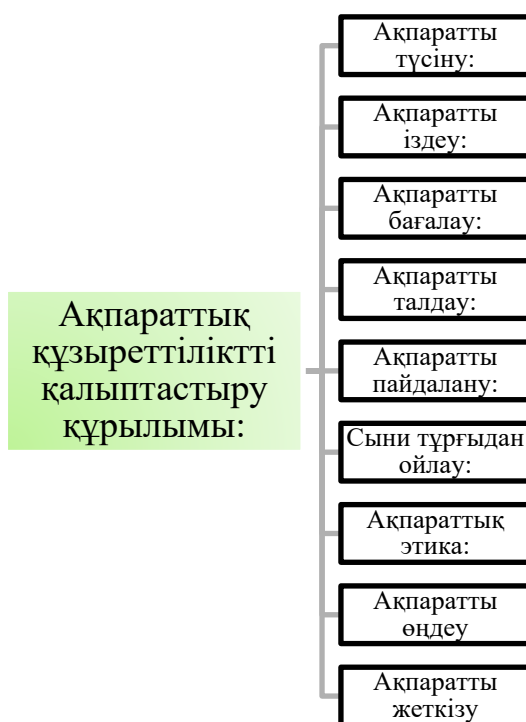 Ақпараттық
құзыреттіліктті
қалыптастыру
құрылымы:
Ақпаратты
түсіну:
Ақпаратты
іздеу:
Ақпаратты
бағалау:
Ақпаратты
талдау:
Ақпаратты
пайдалану:
Сыни тұрғыдан
ойлау:
Ақпараттық
этика:
Ақпаратты
өңдеу
Ақпаратты
жеткізу